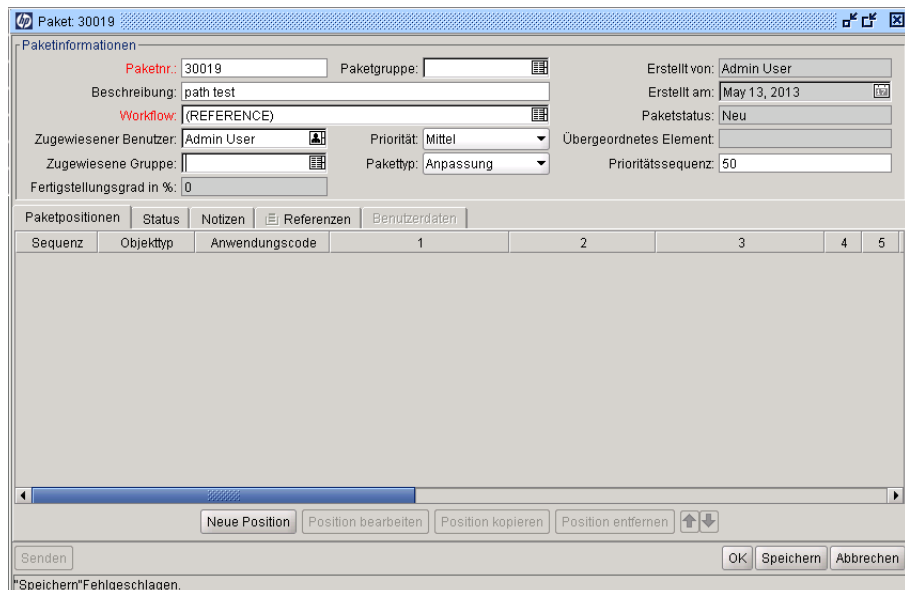 hp Paket: 30019
Paketinformationen
Paketnr.: 30019 Paketgruppe: Erstellt von: Admin User
Beschreibung: path test Erstellt am: May 13, 2013
Workflow: (REFERENCE) Paketstatus: Neu
Zugewiesener Benutzer: Admin User Priorität: Mittel Übergeordnetes Element:
Zugewiesene Gruppe: Pakettyp: Anpassung Prioritätssequenz: 50
Fertigstellungsgrad in %: 0
Paketpositionen Status Notizen Referenzen Benutzerdaten
Sequenz Objekttyp Anwendungscode 1 2 3 4 5
Neue Position Position bearbeiten Position kopieren Position entfernen
Senden OK Speichern Abbrechen
"Speichern"Fehlgeschlagen.